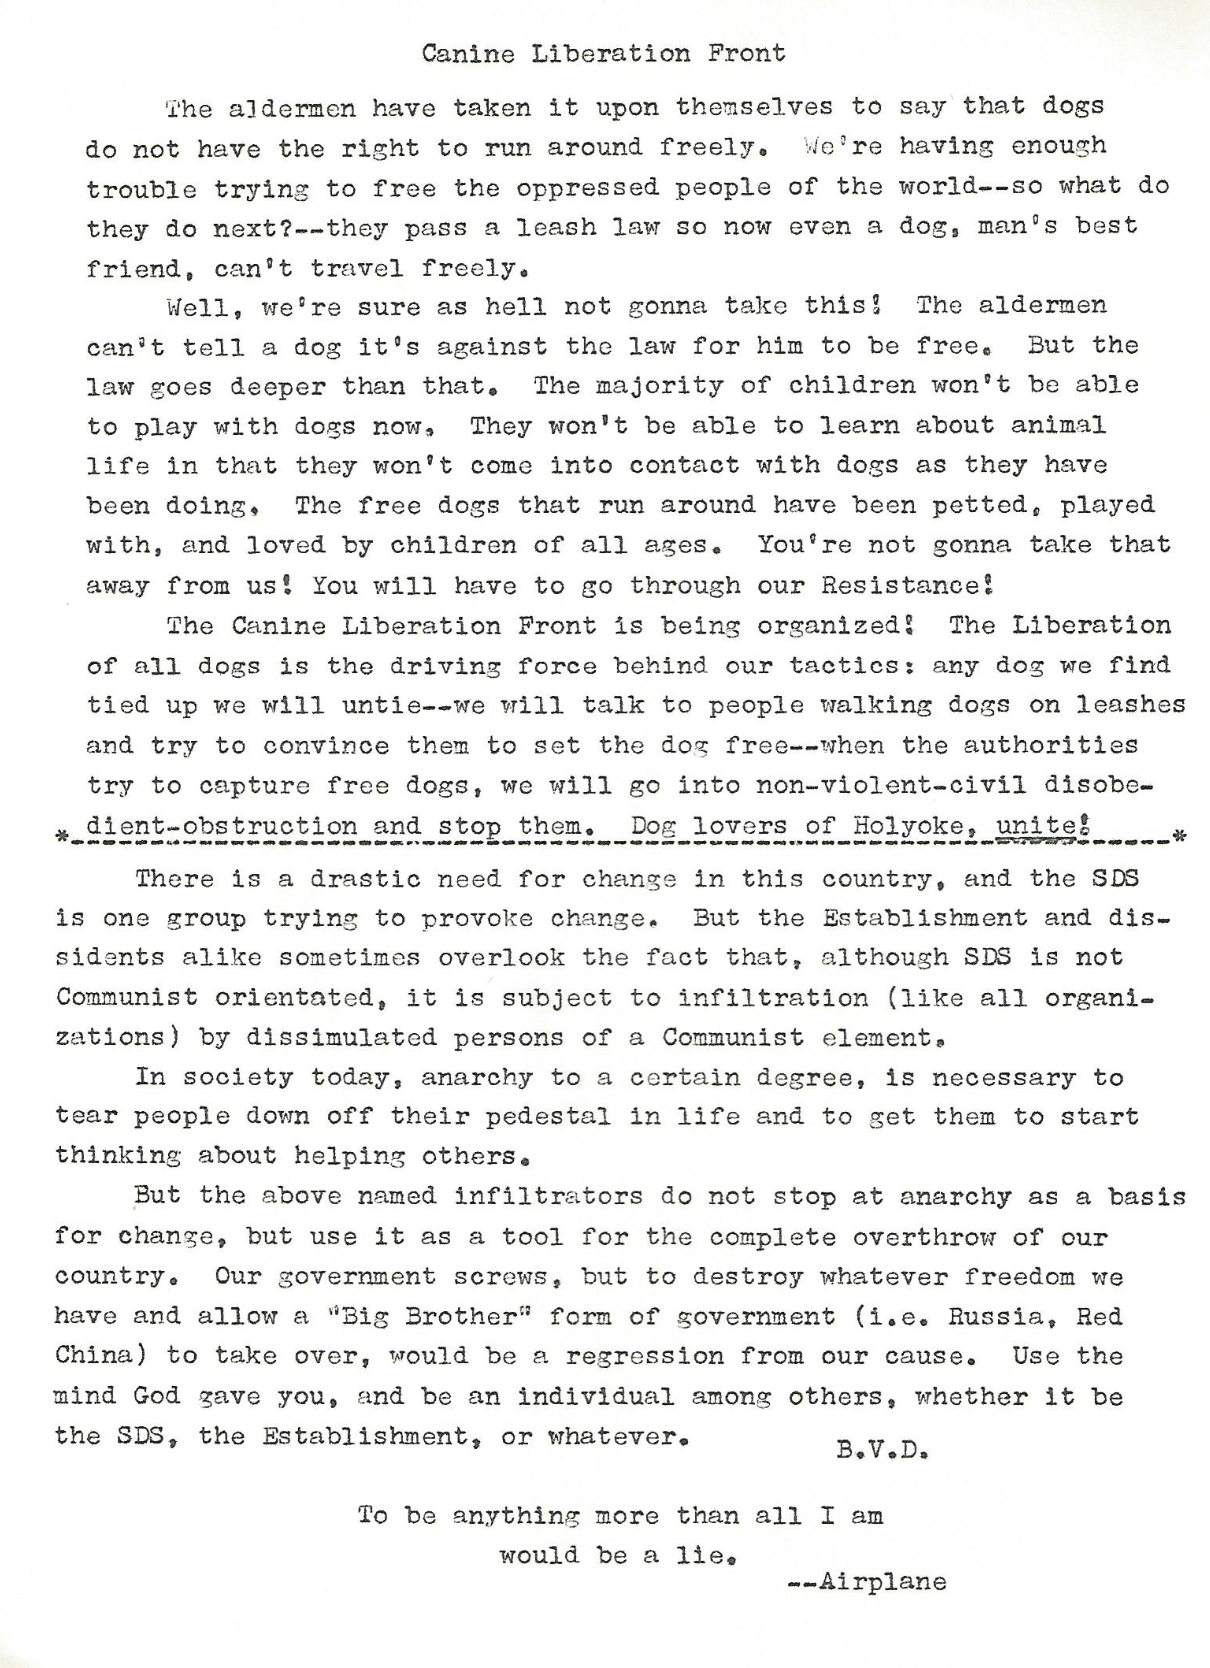 Canine Liberation Front
The aldermen have taken it upon themselves to say that dogs
do not have the right to run around freely. We're having enough
trouble trying to free the oppressed people of the world--so what do
they do next?--they pass a leash law so now even a dog, man's best
friend, can't travel freely.
Well, we're sure as hell not gonna take this! The aldermen
can't tell a dog it's against the law for him to be free. But the
law goes deeper than that. The majority of children won't be able
to play with dogs now. They won't be able to learn about animal
life in that they won't come into contact with dogs as they have
been doing. The free dogs that run around have been petted, played
with, and loved by children of all ages. You're not gonna take that
away from us! You will have to go through our Resistance!
The Canine Liberation Front is being organized! The Liberation
of all dogs is the driving force behind our tactics: any dog we find
tied up we will untie--we will talk to people walking dogs on leashes
and try to convince them to set the dog free--when the authorities
try to capture free dogs, we will go into non-violent-civil disobe-
dient-obstruction and stop them. Dog lovers of Holyoke, unite!
*----------------------------------------------------------------------*
There is a drastic need for change in this country, and the SDS
is one group trying to provoke change. But the Establishment and dis-
sidents alike sometimes overlook the fact that, although SDS is not
Communist orientated, it is subject to infiltration (like all organi-
zations) by dissimulated persons of a Communist element.
In society today, anarchy to a certain degree, is necessary to
tear people down off their pedestal in life and to get them to start
thinking about helping others.
But the above named infiltrators do not stop at anarchy as a basis
for change, but use it as a tool for the complete overthrow of our
country. Our government screws, but to destroy whatever freedom we
have and allow a "Big Brother" form of government (i.e. Russia, Red
China) to take over, would be a regression from our cause. Use the
mind God gave you, and be an individual among others, whether it be
the SDS, the Establishment, or whatever.
B.V.D.
To be anything more than all I am
would be a lie.
--Airplane